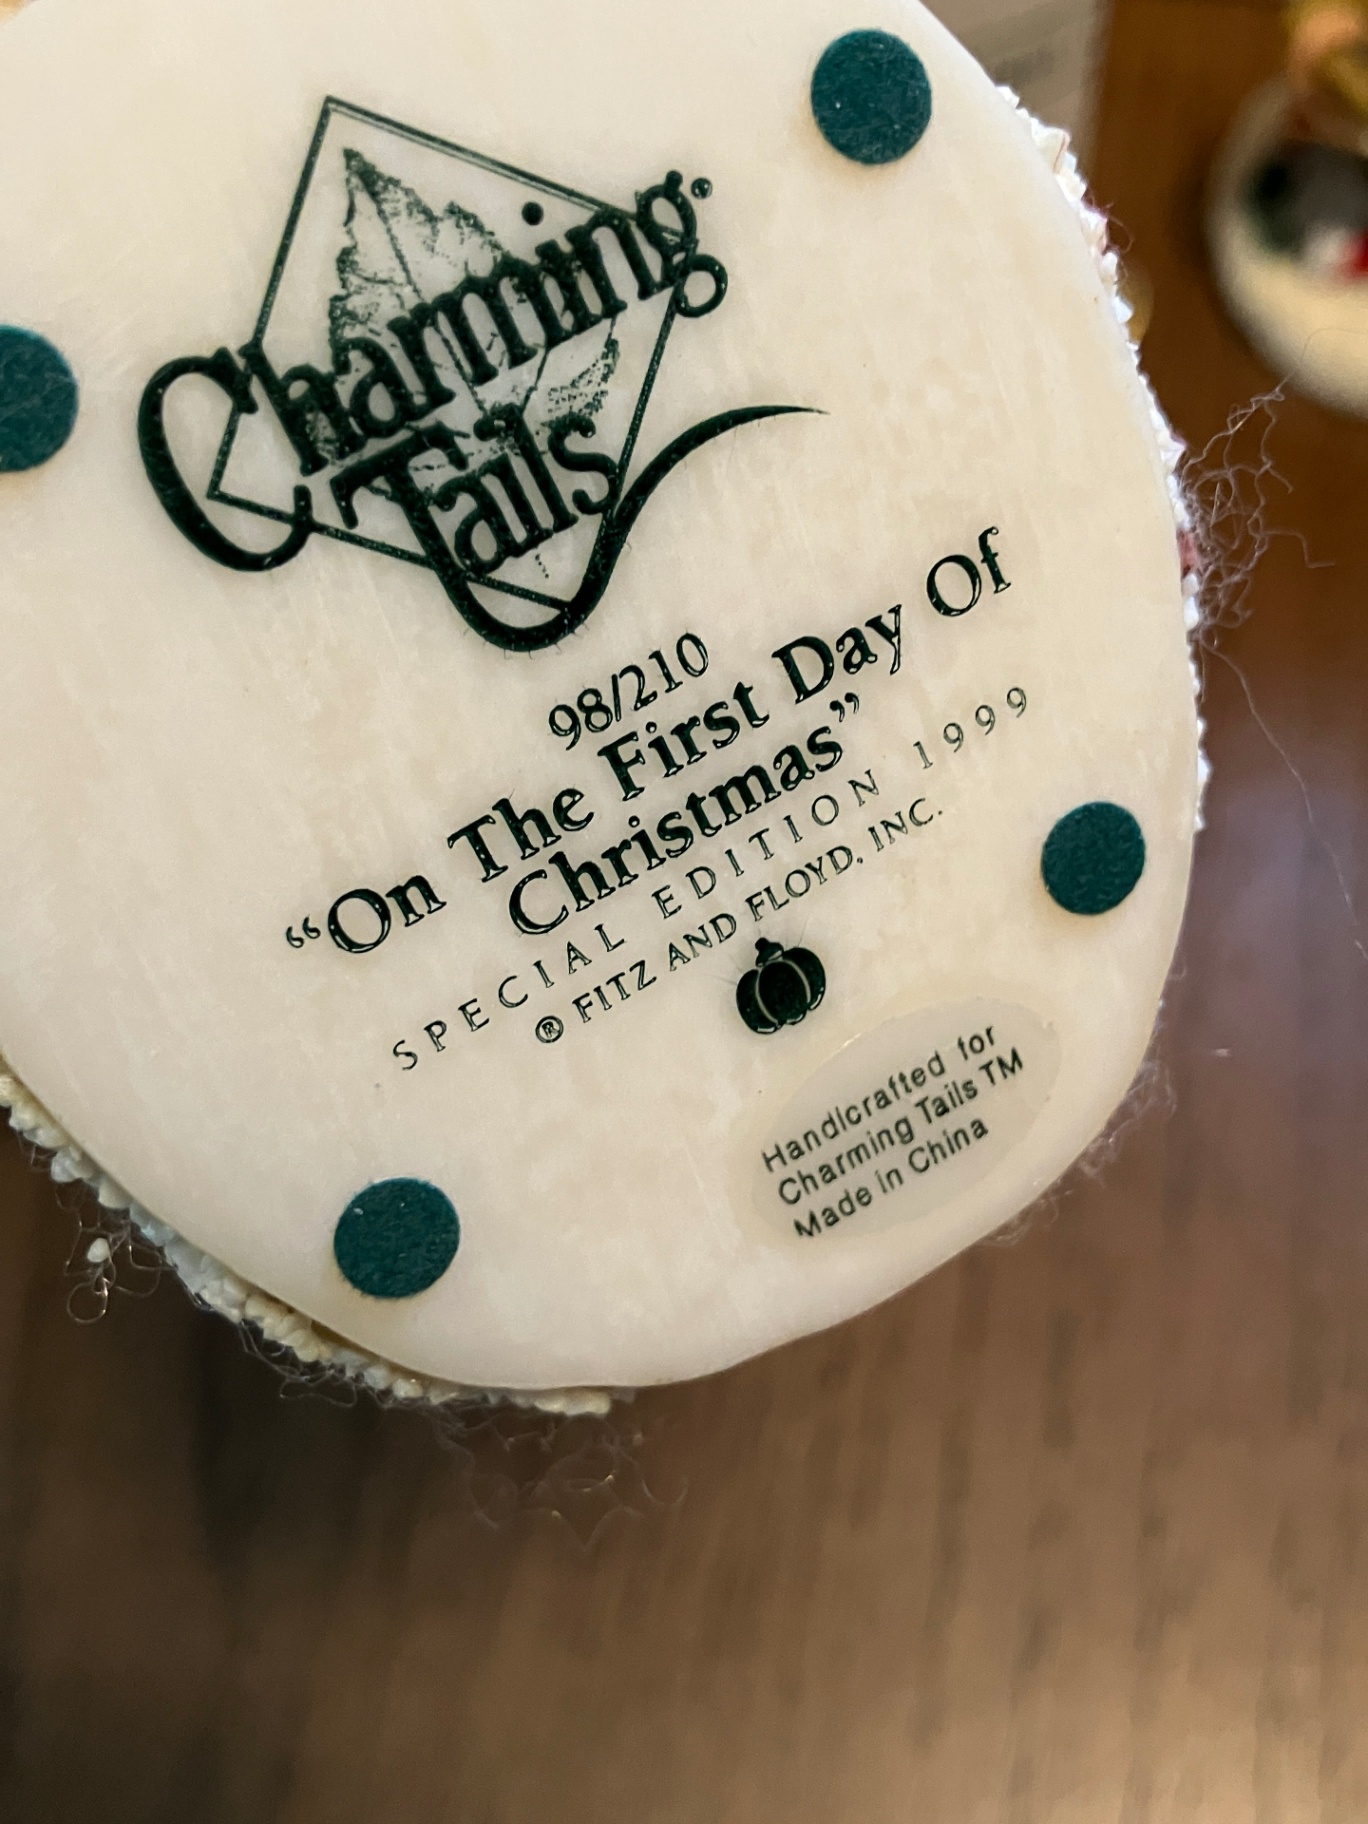 Charming
Tails
98/210
“On The First Day Of
Christmas”
SPECIAL EDITION 1999
® FITZ AND FLOYD, INC.
Handicrafted for
Charming Tails TM
Made in China